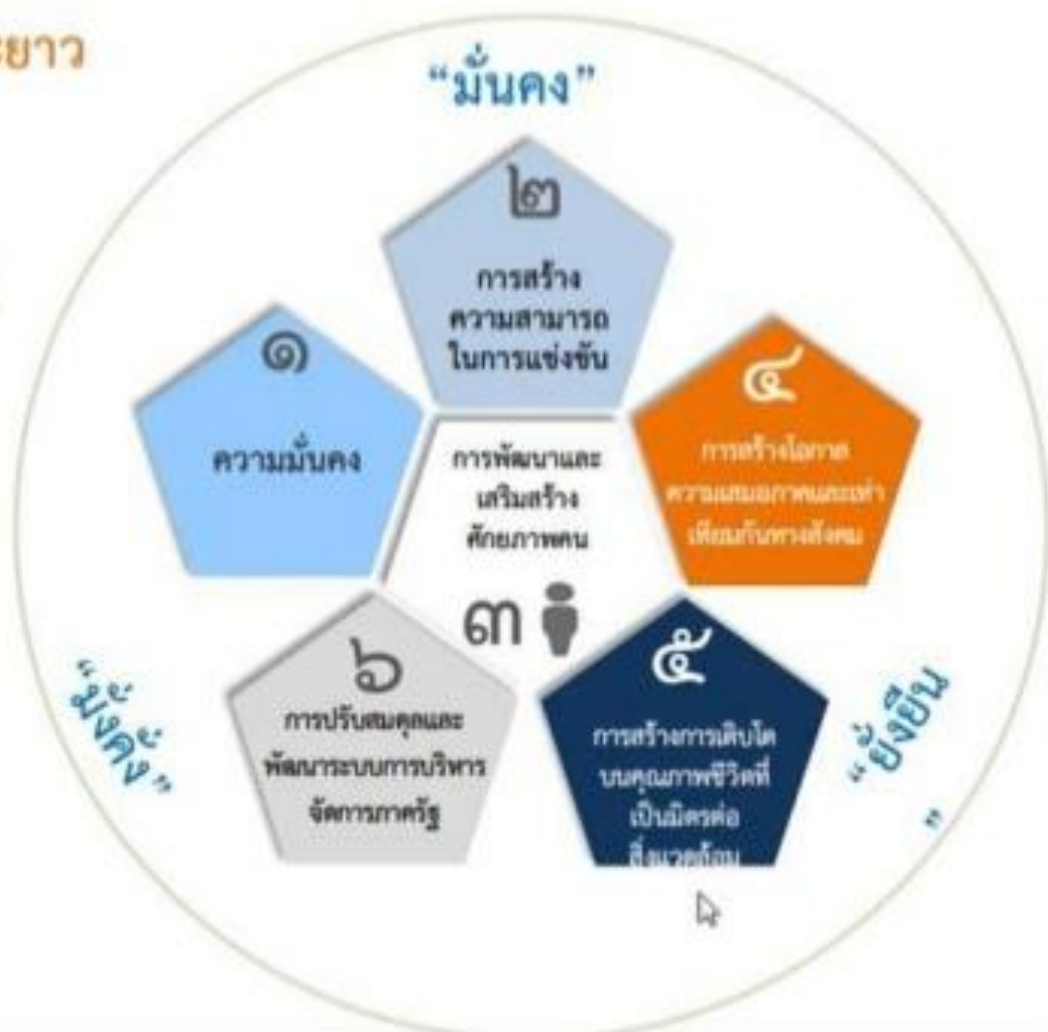 ะยาว
“มั่นคง”
๒
การสร้าง
ความสามารถ
ในการแข่งขัน
๑
ความมั่นคง
๔
การสร้างโอกาส
ความเสมอภาคและเท่า
เทียมกันทางสังคม
การพัฒนาและ
เสริมสร้าง
ศักยภาพคน
๓
๖
การปรับสมดุลและ
พัฒนาระบบการบริหาร
จัดการภาครัฐ
๕
การสร้างการเติบโต
บนคุณภาพชีวิตที่
เป็นมิตรต่อ
สิ่งแวดล้อม
“มั่งคั่ง”
“ยั่งยืน
”